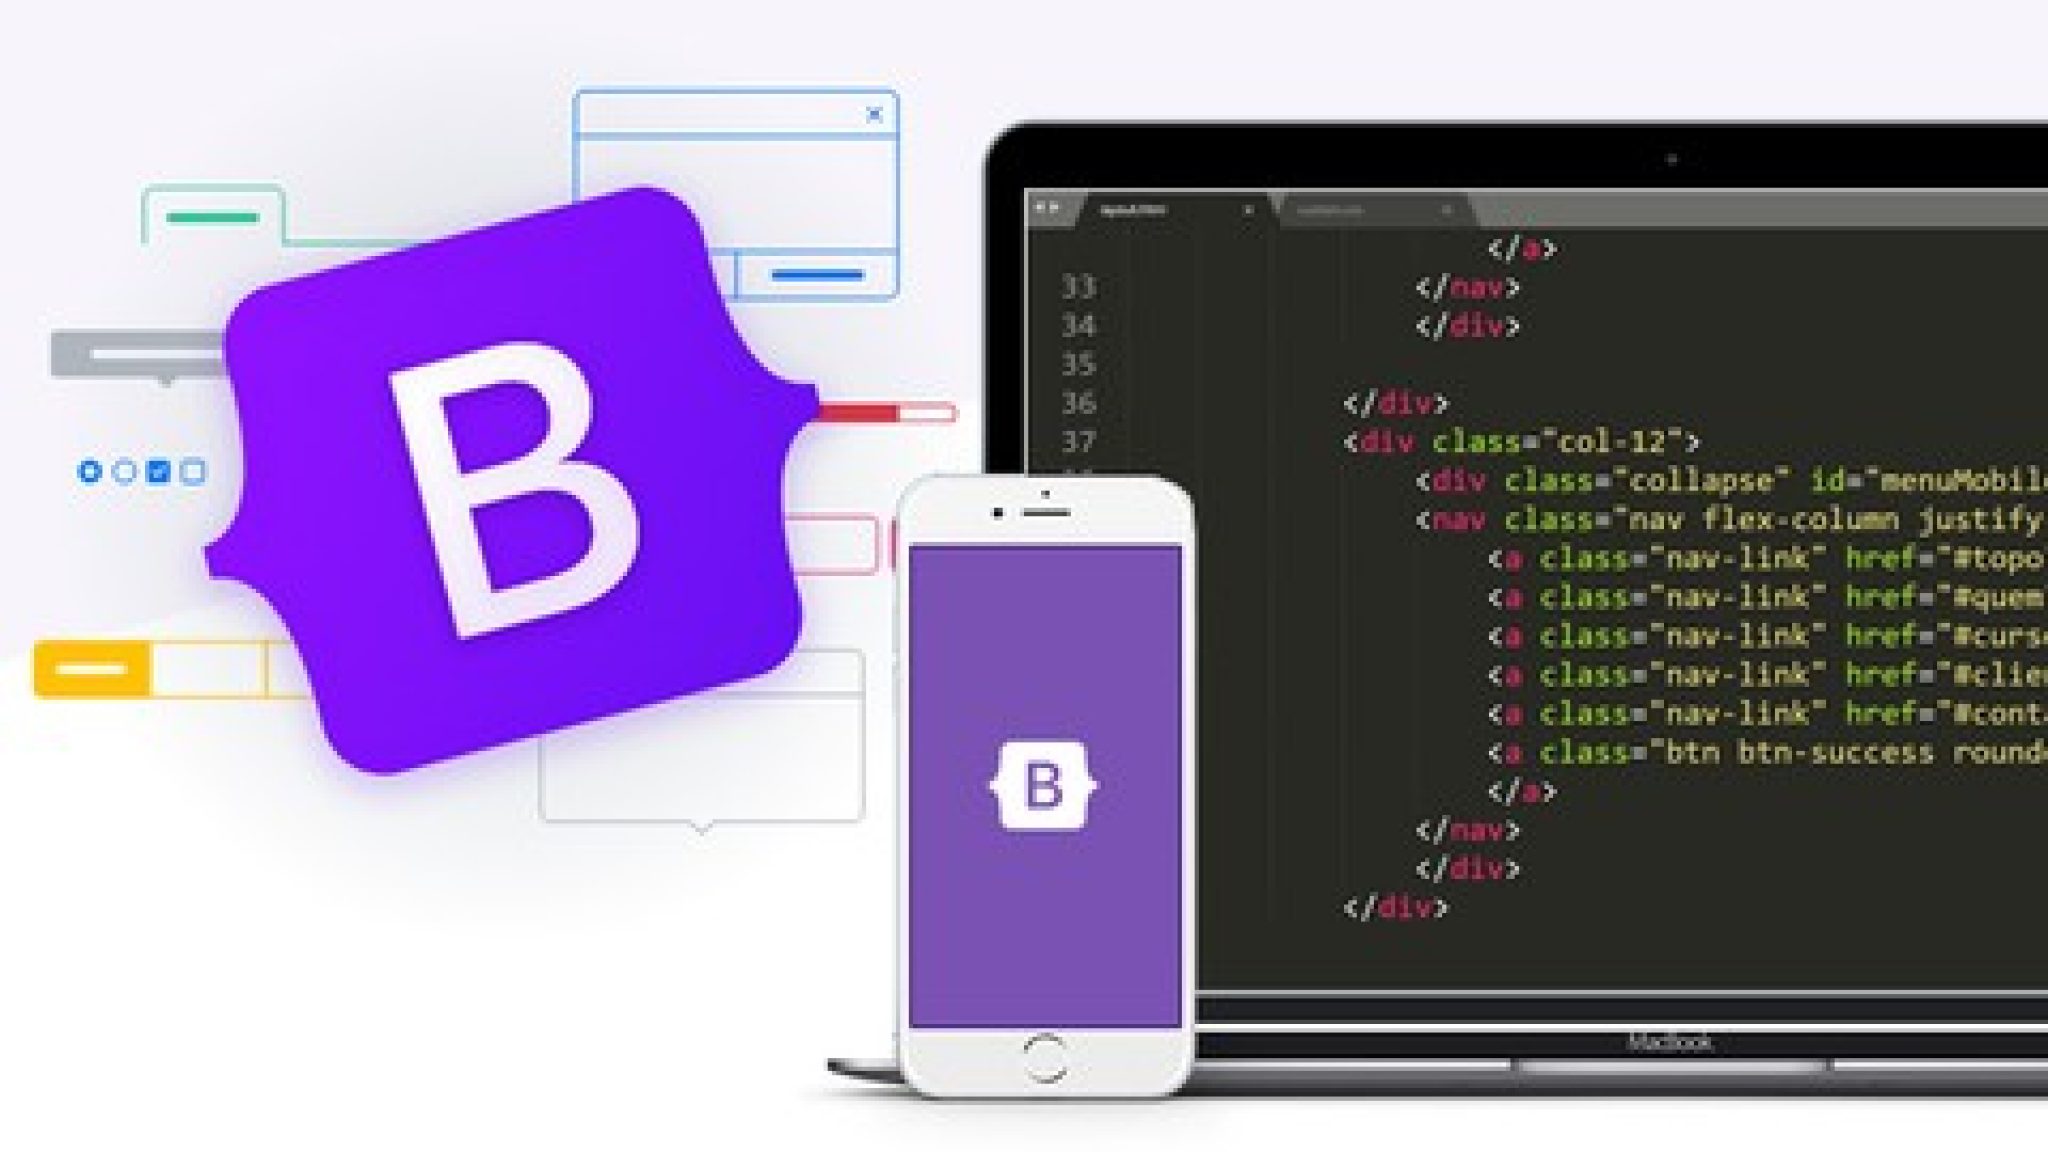 B
B
</a>
33 </nav>
34 </div>
35
36 </div>
37 <div class="col-12">
<div class="collapse" id="menuMobile
<nav class="nav flex-column justify
<a class="nav-link" href="#topo
<a class="nav-link" href="#quem
<a class="nav-link" href="#curs
<a class="nav-link" href="#clie
<a class="nav-link" href="#cont
<a class="btn btn-success round
</a>
</nav>
</div>
</div>
MacBook